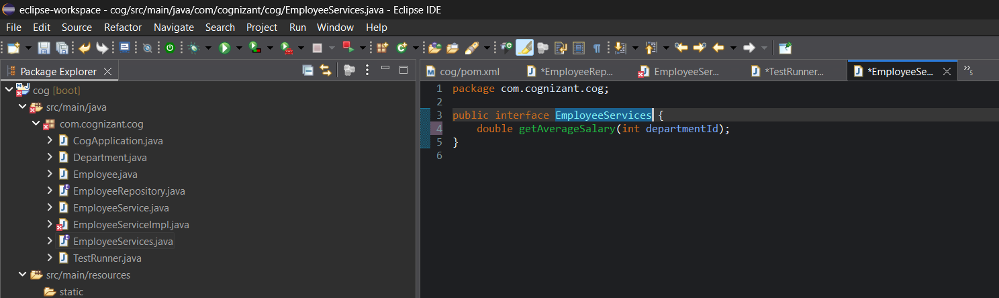 eclipse-workspace - cog/src/main/java/com/cognizant/cog/EmployeeServices.java - Eclipse IDE
File Edit Source Refactor Navigate Search Project Run Window Help
Package Explorer
cog [boot]
src/main/java
com.cognizant.cog
CogApplication.java
Department.java
Employee.java
EmployeeRepository.java
EmployeeService.java
EmployeeServiceImpl.java
EmployeeServices.java
TestRunner.java
src/main/resources
static
cog/pom.xml *EmployeeRep... EmployeeSer... *TestRunner... *EmployeeSe... »5
1 package com.cognizant.cog;
2
3 public interface EmployeeServices {
4 double getAverageSalary(int departmentId);
5 }
6